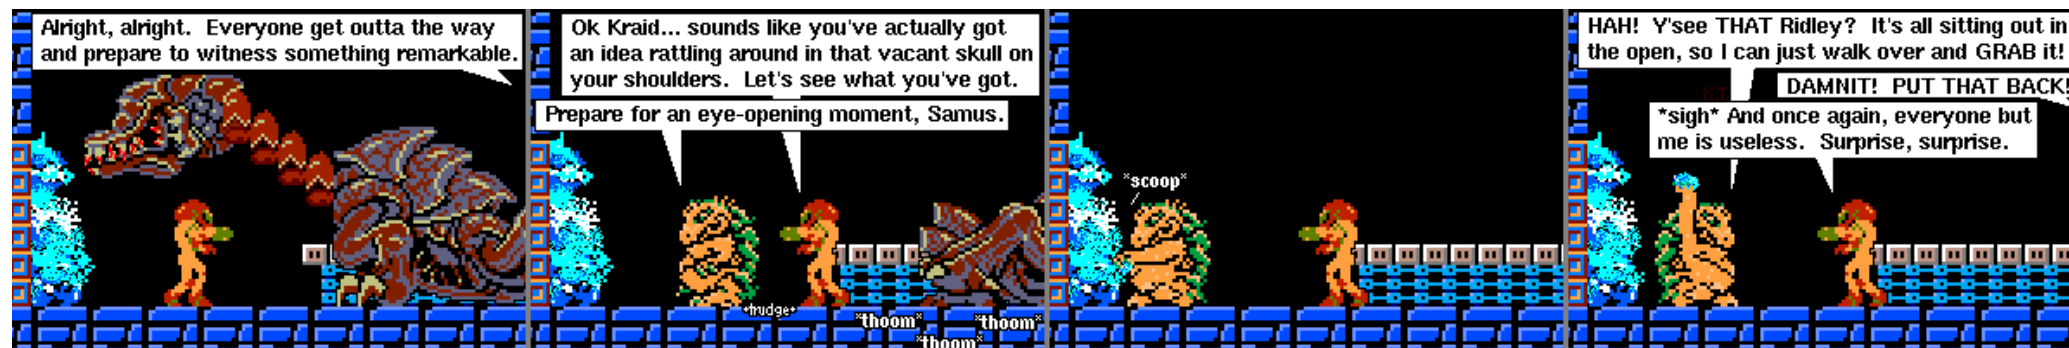 Alright, alright.  Everyone get outta the way
and prepare to witness something remarkable.
Ok Kraid... sounds like you've actually got
an idea rattling around in that vacant skull on
your shoulders.  Let's see what you've got.
Prepare for an eye-opening moment, Samus.
*trudge*
*thoom*
*thoom*
*thoom*
*scoop*
HAH!  Y'see THAT Ridley?  It's all sitting out in
the open, so I can just walk over and GRAB it!
DAMNIT!  PUT THAT BACK!
*sigh* And once again, everyone but
me is useless.  Surprise, surprise.